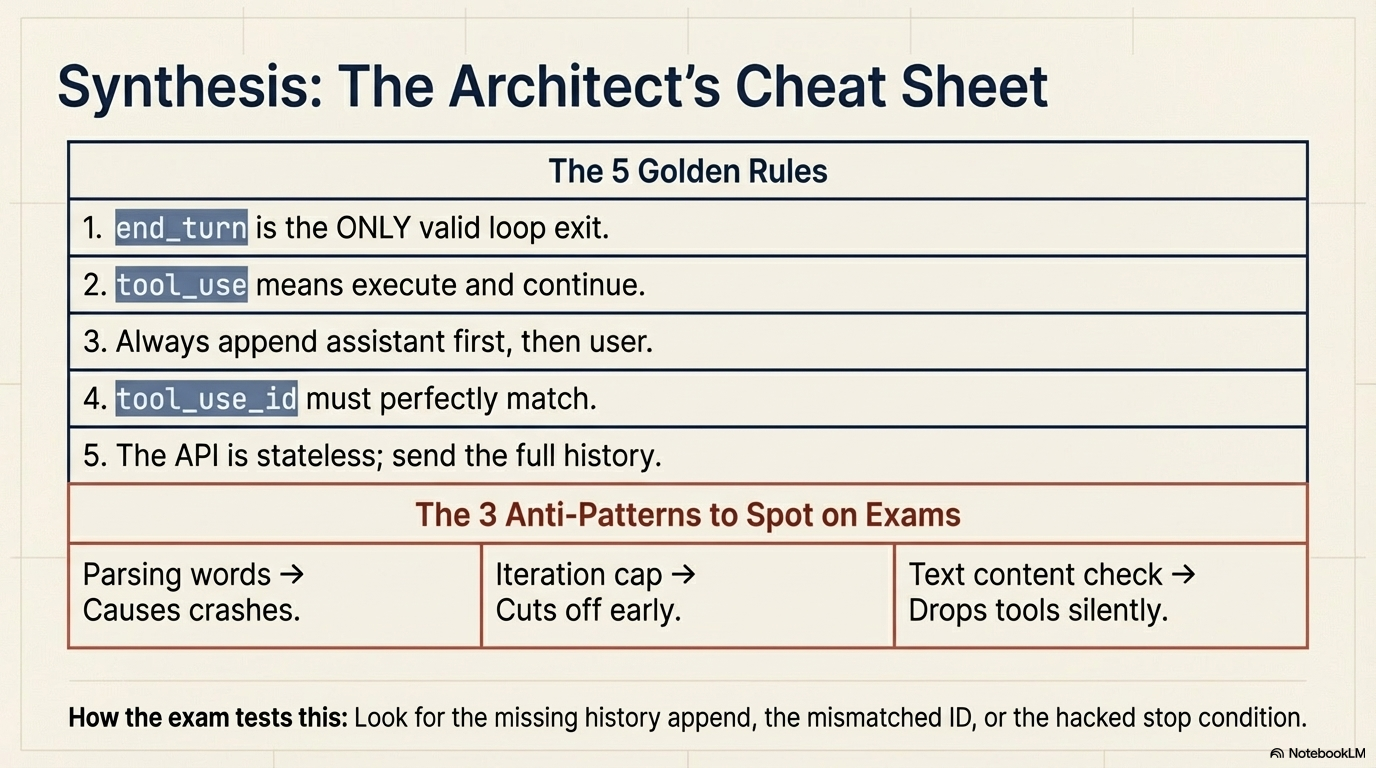 Synthesis: The Architect’s Cheat Sheet
The 5 Golden Rules
1. end_turn is the ONLY valid loop exit.
2. tool_use means execute and continue.
3. Always append assistant first, then user.
4. tool_use_id must perfectly match.
5. The API is stateless; send the full history.
The 3 Anti-Patterns to Spot on Exams
Parsing words →
Causes crashes.
Iteration cap →
Cuts off early.
Text content check →
Drops tools silently.
How the exam tests this: Look for the missing history append, the mismatched ID, or the hacked stop condition.
NotebookLM